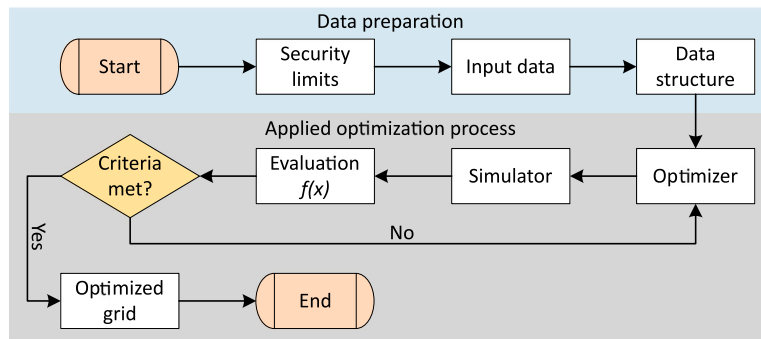 Data preparation
Start
Security
limits
Input data
Data
structure
Applied optimization process
Criteria
met?
Evaluation
f(x)
Simulator
Optimizer
No
Yes
Optimized
grid
End